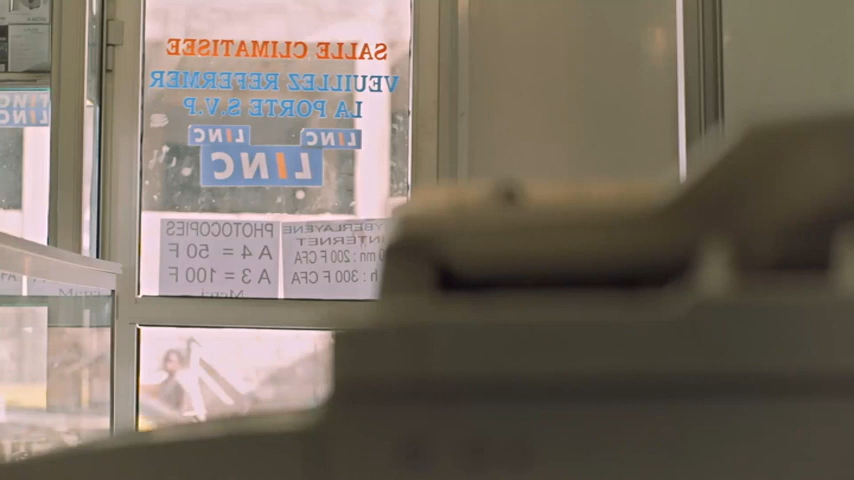 SALLE CLIMATISEE
VEUILLEZ REFERMER
LA PORTE S.V.P
LINC LINC
LINC
PHOTOCOPIES
A4 = 50 F
A3 = 100 F
Merci
CYBERLAYENE
INTERNET
mn : 200 F CFA
h : 300 F CFA